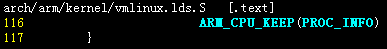 arch/arm/kernel/vmlinux.lds.S   [.text]
116                ARM_CPU_KEEP(PROC_INFO)
117        }